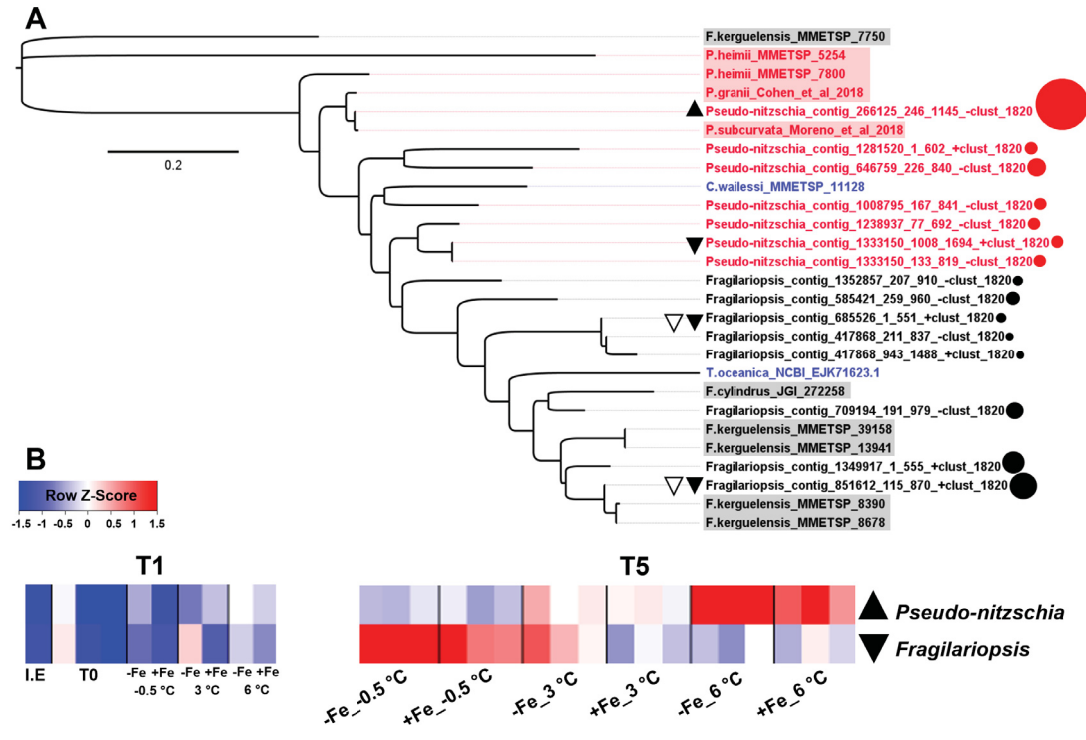 A
F.kerguelensis_MMETSP_7750
P.heimii_MMETSP_5254
P.heimii_MMETSP_7800
P.granii_Cohen_et_al_2018
Pseudo-nitzschia_contig_266125_246_1145_-clust_1820
P.subcurvata_Moreno_et_al_2018
Pseudo-nitzschia_contig_1281520_1_602_+clust_1820
0.2
Pseudo-nitzschia_contig_646759_226_840_-clust_1820
C.wailessi_MMETSP_11128
Pseudo-nitzschia_contig_1008795_167_841_-clust_1820
Pseudo-nitzschia_contig_1238937_77_692_-clust_1820
Pseudo-nitzschia_contig_1333150_1008_1694_+clust_1820
Pseudo-nitzschia_contig_1333150_133_819_-clust_1820
Fragilariopsis_contig_1352857_207_910_-clust_1820
Fragilariopsis_contig_585421_259_960_-clust_1820
Fragilariopsis_contig_685526_1_551_+clust_1820
Fragilariopsis_contig_417868_211_837_-clust_1820
Fragilariopsis_contig_417868_943_1488_+clust_1820
T.oceanica_NCBI_EJK71623.1
F.cylindrus_JGI_272258
Fragilariopsis_contig_709194_191_979_-clust_1820
F.kerguelensis_MMETSP_39158
F.kerguelensis_MMETSP_13941
Fragilariopsis_contig_1349917_1_555_+clust_1820
Fragilariopsis_contig_851612_115_870_+clust_1820
F.kerguelensis_MMETSP_8390
F.kerguelensis_MMETSP_8678
B
Row Z-Score
-1.5 -1 -0.5 0 0.5 1 1.5
T1
T5
Pseudo-nitzschia
Fragilariopsis
I.E T0 -Fe +Fe -Fe +Fe -Fe +Fe
-0.5 °C 3 °C 6 °C
-Fe_-0.5 °C +Fe_-0.5 °C -Fe_3 °C +Fe_3 °C -Fe_6 °C +Fe_6 °C